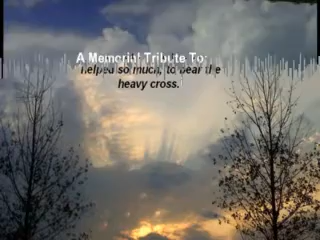 A Memorial Tribute To:
helped so much, to bear the
heavy cross.